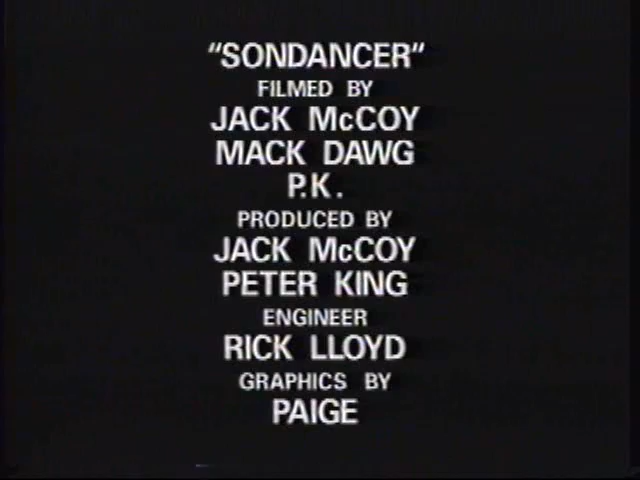 "SONDANCER"
FILMED BY
JACK McCOY
MACK DAWG
P.K.
PRODUCED BY
JACK McCOY
PETER KING
ENGINEER
RICK LLOYD
GRAPHICS BY
PAIGE